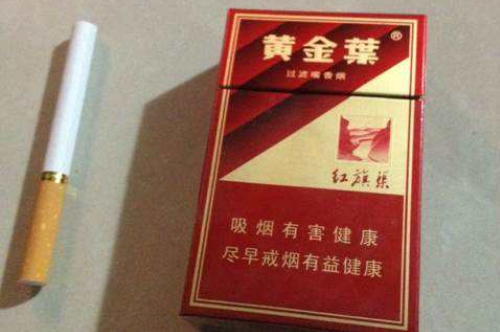 黄金葉®
过滤嘴香烟
红旗渠
吸烟有害健康
尽早戒烟有益健康